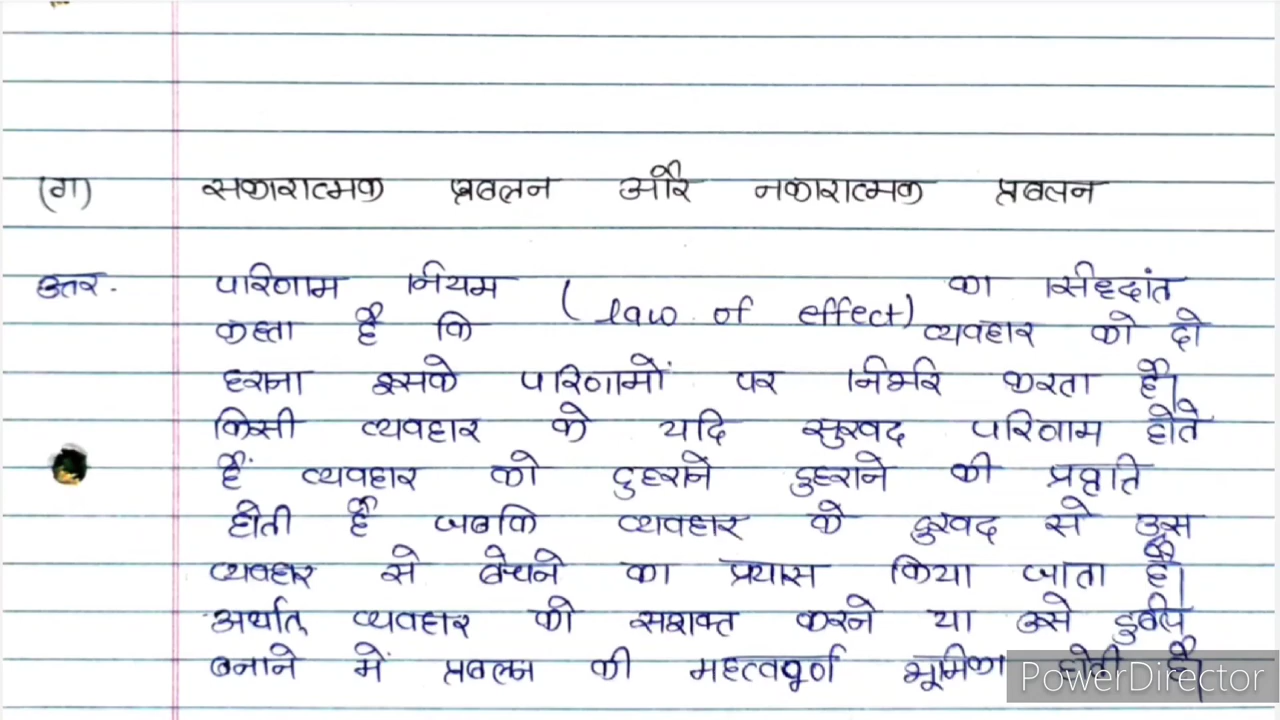 (ग) सकारात्मक प्रबलन और नकारात्मक प्रबलन
उत्तर. परिणाम नियम (law of effect) का सिद्दांत
कहता है कि व्यवहार को दो
हराना इसके परिणामों पर निर्भर करता है।
किसी व्यवहार के यदि सुखद परिणाम होते
हैं व्यवहार को दुहराने दुहराने की प्रवृति
होती है जबकि व्यवहार के दुखद से उस
व्यवहार से बचने का प्रयास किया जाता है।
अर्थात् व्यवहार को सशक्त करने या उसे दुर्बल
बनाने में प्रबलन की महत्वपूर्ण भूमिका होती है।
PowerDirector